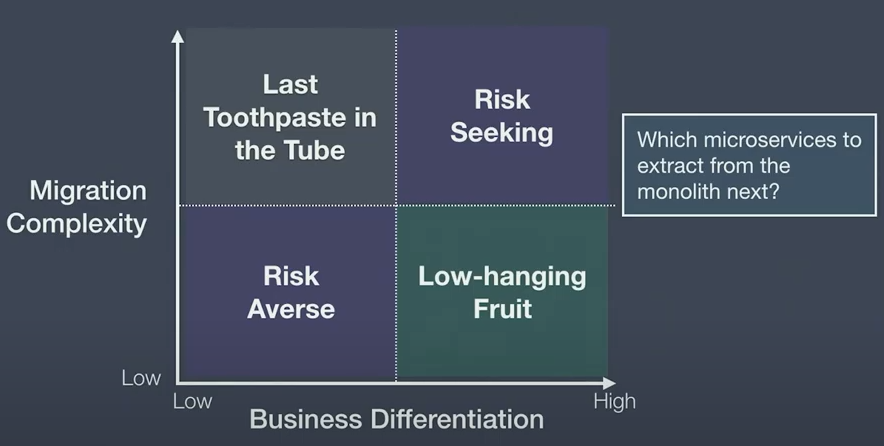 Last
Toothpaste in
the Tube
Risk
Seeking
Which microservices to
extract from the
monolith next?
Migration
Complexity
Risk
Averse
Low-hanging
Fruit
Low
Low
High
Business Differentiation